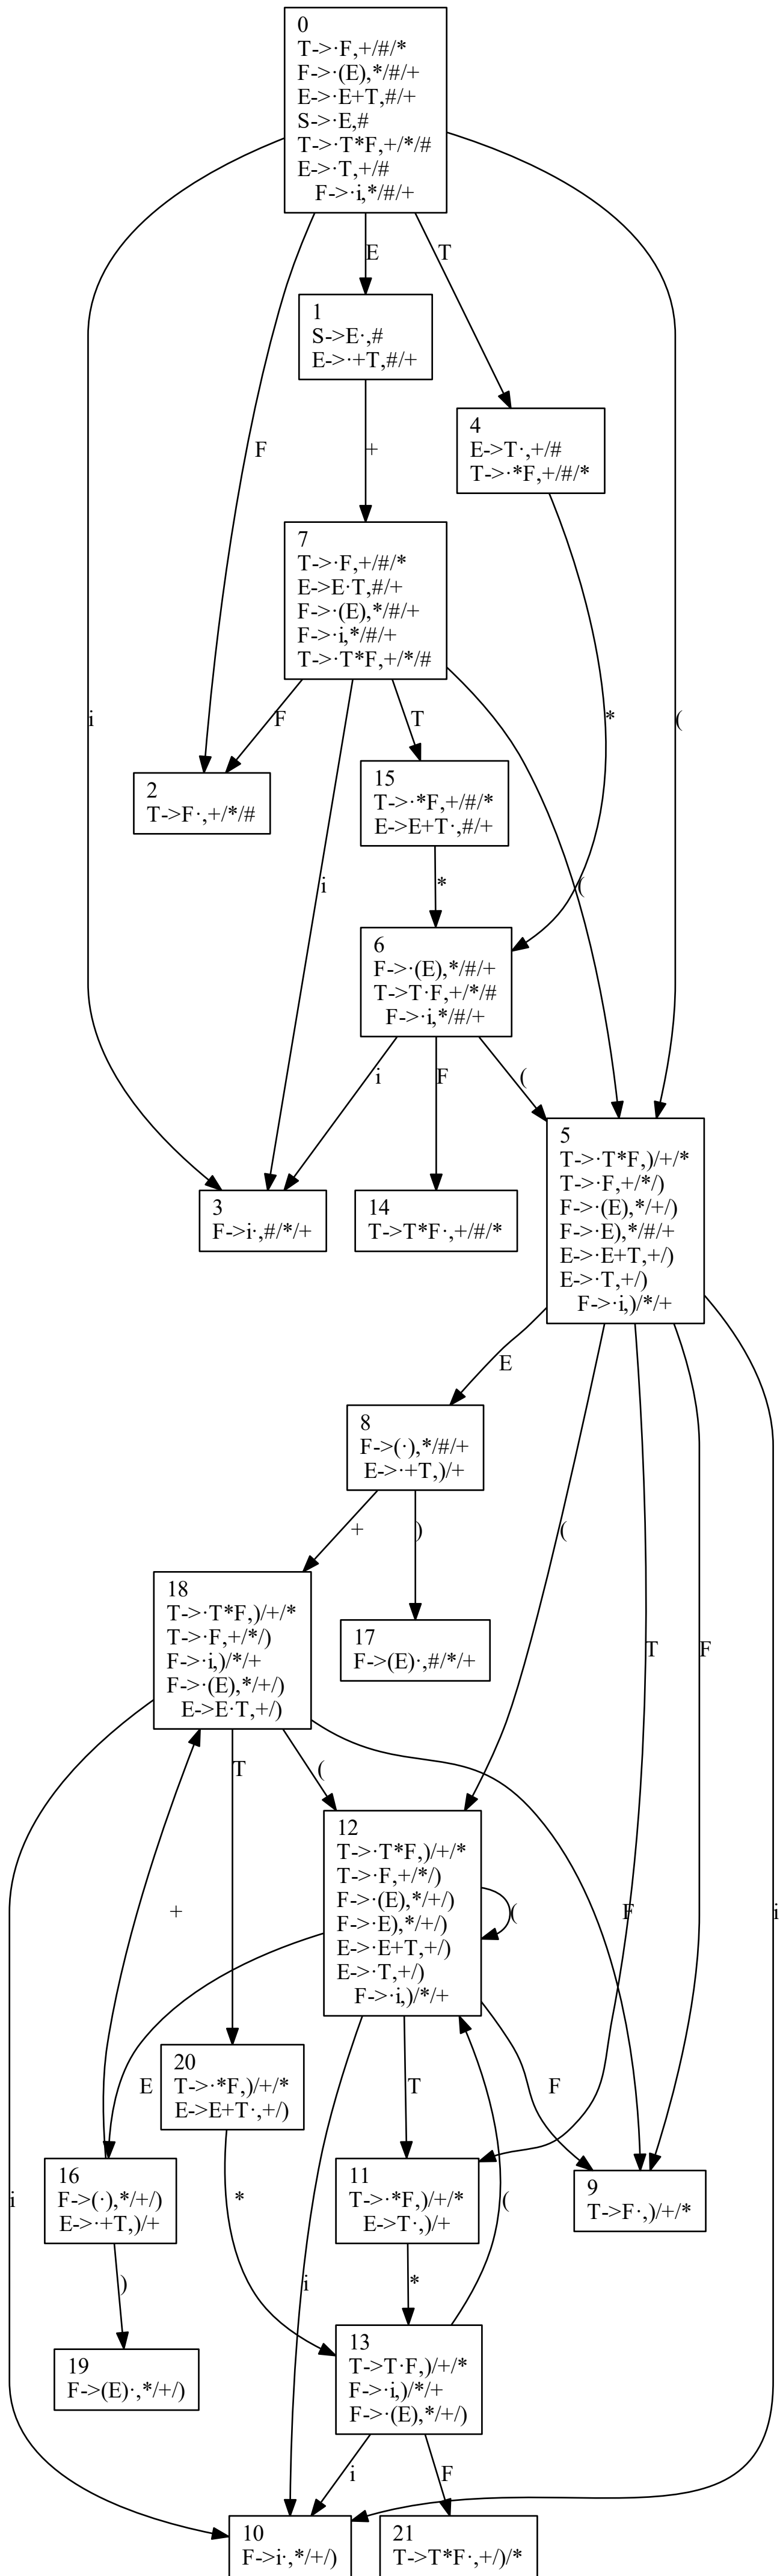 0
T->·F,+/#/*
F->·(E),*/#/+
E->·E+T,#/+
S->·E,#
T->·T*F,+/*/#
E->·T,+/#
F->·i,*/#/+
E
T
1
S->E·,#
E->·+T,#/+
4
E->T·,+/#
T->·*F,+/#/*
F
+
7
T->·F,+/#/*
E->E·T,#/+
F->·(E),*/#/+
F->·i,*/#/+
T->·T*F,+/*/#
i
F
T
*
(
2
T->F·,+/*/#
15
T->·*F,+/#/*
E->E+T·,#/+
i
*
(
6
F->·(E),*/#/+
T->T·F,+/*/#
F->·i,*/#/+
i
F
(
5
T->·T*F,)/+/*
T->·F,+/*/)
F->·(E),*/+/)
F->·E),*/#/+
E->·E+T,+/)
E->·T,+/)
F->·i,)/*/+
3
F->i·,#/*/+
14
T->T*F·,+/#/*
E
8
F->(·),*/#/+
E->·+T,)/+
+
)
(
18
T->·T*F,)/+/*
T->·F,+/*/)
F->·i,)/*/+
F->·(E),*/+/)
E->E·T,+/)
17
F->(E)·,#/*/+
T
F
T
(
12
T->·T*F,)/+/*
T->·F,+/*/)
F->·(E),*/+/)
F->·E),*/+/)
E->·E+T,+/)
E->·T,+/)
F->·i,)/*/+
+
(
F
i
20
T->·*F,)/+/*
E->E+T·,+/)
E
T
F
16
F->(·),*/+/)
E->·+T,)/+
11
T->·*F,)/+/*
E->T·,)/+
9
T->F·,)/+/*
i
*
(
)
i
*
19
F->(E)·,*/+/)
13
T->T·F,)/+/*
F->·i,)/*/+
F->·(E),*/+/)
i
F
10
F->i·,*/+/)
21
T->T*F·,+/)/*